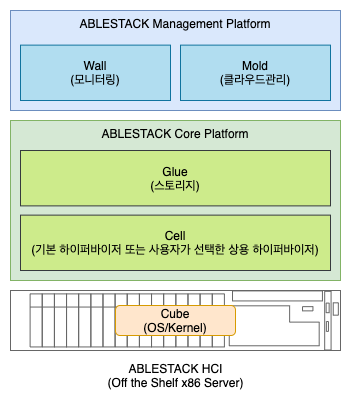 ABLESTACK Management Platform
Wall
(모니터링)
Mold
(클라우드관리)
ABLESTACK Core Platform
Glue
(스토리지)
Cell
(기본 하이퍼바이저 또는 사용자가 선택한 상용 하이퍼바이저)
Cube
(OS/Kernel)
ABLESTACK HCI
(Off the Shelf x86 Server)